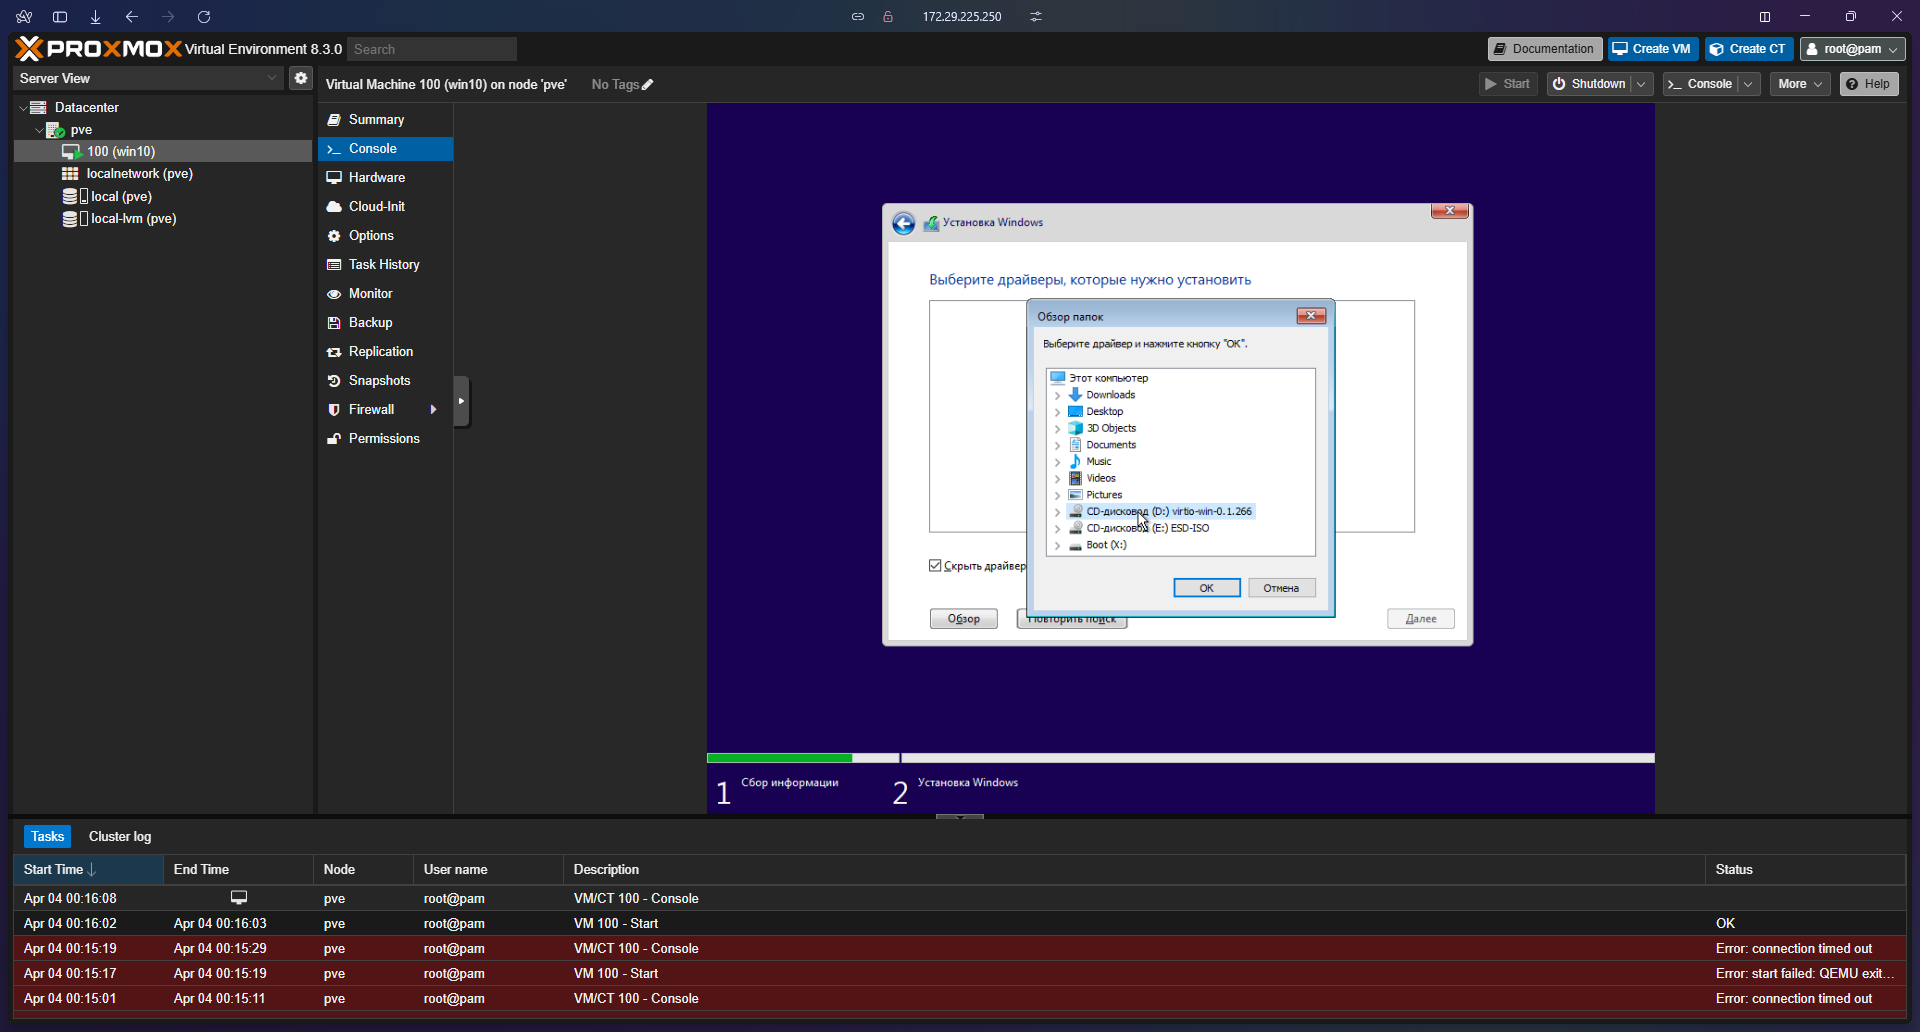 172.29.225.250
PROXMOX Virtual Environment 8.3.0 Search
Documentation Create VM Create CT root@pam
Server View
Virtual Machine 100 (win10) on node 'pve' No Tags
Start Shutdown Console More Help
Datacenter
pve
100 (win10)
localnetwork (pve)
local (pve)
local-lvm (pve)
Summary
Console
Hardware
Cloud-Init
Options
Task History
Monitor
Backup
Replication
Snapshots
Firewall
Permissions
Установка Windows
Выберите драйверы, которые нужно установить
Обзор папок
Выберите драйвер и нажмите кнопку "ОК".
Этот компьютер
Downloads
Desktop
3D Objects
Documents
Music
Videos
Pictures
CD-дисковод (D:) virtio-win-0.1.266
CD-дисковод (E:) ESD-ISO
Boot (X:)
ОК Отмена
Скрыть драйвер
Обзор Повторить поиск Далее
1 Сбор информации 2 Установка Windows
Tasks Cluster log
Start Time End Time Node User name Description Status
Apr 04 00:16:08 pve root@pam VM/CT 100 - Console
Apr 04 00:16:02 Apr 04 00:16:03 pve root@pam VM 100 - Start OK
Apr 04 00:15:19 Apr 04 00:15:29 pve root@pam VM/CT 100 - Console Error: connection timed out
Apr 04 00:15:17 Apr 04 00:15:19 pve root@pam VM 100 - Start Error: start failed: QEMU exit...
Apr 04 00:15:01 Apr 04 00:15:11 pve root@pam VM/CT 100 - Console Error: connection timed out